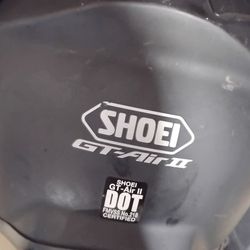 SHOEI
GT-Air II
SHOEI
GT-Air II
DOT
FMVSS No.218
CERTIFIED